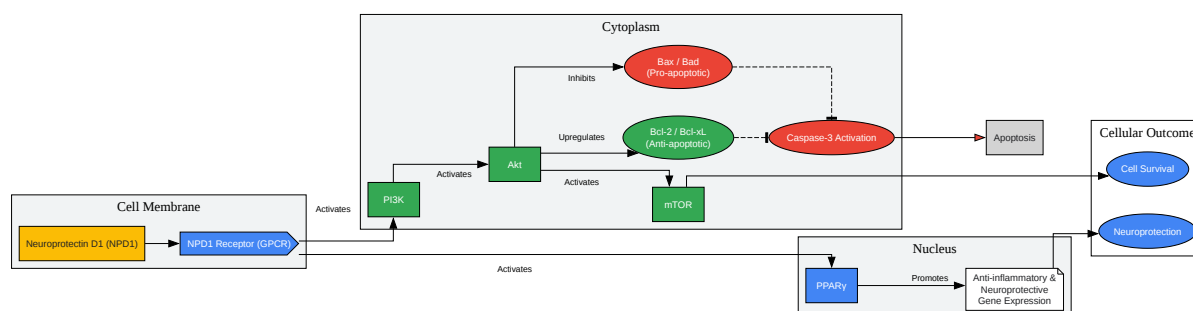 Cytoplasm
Bax / Bad
(Pro-apoptotic)
Inhibits
Bcl-2 / Bcl-xL
(Anti-apoptotic)
Upregulates
Caspase-3 Activation
Apoptosis
Akt
Activates
Activates
PI3K
mTOR
Cellular Outcome
Cell Survival
Neuroprotection
Cell Membrane
Neuroprotectin D1 (NPD1)
NPD1 Receptor (GPCR)
Activates
Activates
Nucleus
PPARγ
Promotes
Anti-inflammatory &
Neuroprotective
Gene Expression